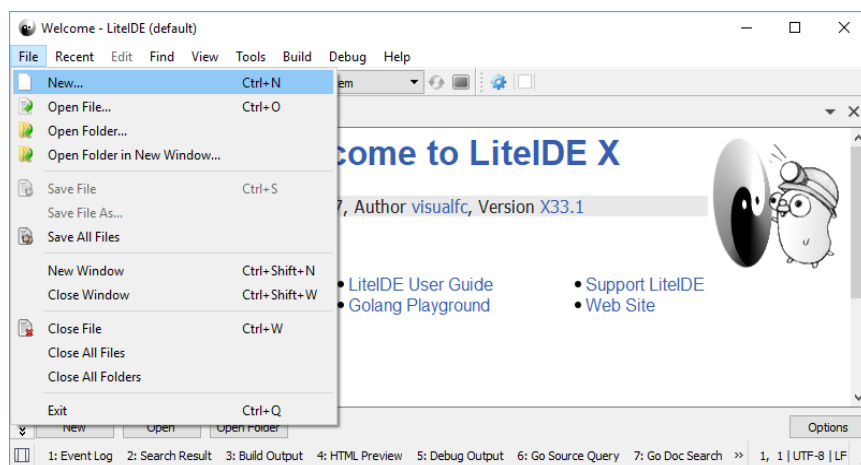 Welcome - LiteIDE (default)
File Recent Edit Find View Tools Build Debug Help
New... Ctrl+N
Open File... Ctrl+O
Open Folder...
Open Folder in New Window...
come to LiteIDE X
Save File Ctrl+S
Save File As...
, Author visualfc, Version X33.1
Save All Files
New Window Ctrl+Shift+N
Close Window Ctrl+Shift+W
LiteIDE User Guide • Support LiteIDE
• Golang Playground • Web Site
Close File Ctrl+W
Close All Files
Close All Folders
Exit Ctrl+Q
New Open Open Folder Options
1: Event Log 2: Search Result 3: Build Output 4: HTML Preview 5: Debug Output 6: Go Source Query 7: Go Doc Search » 1, 1 | UTF-8 | LF